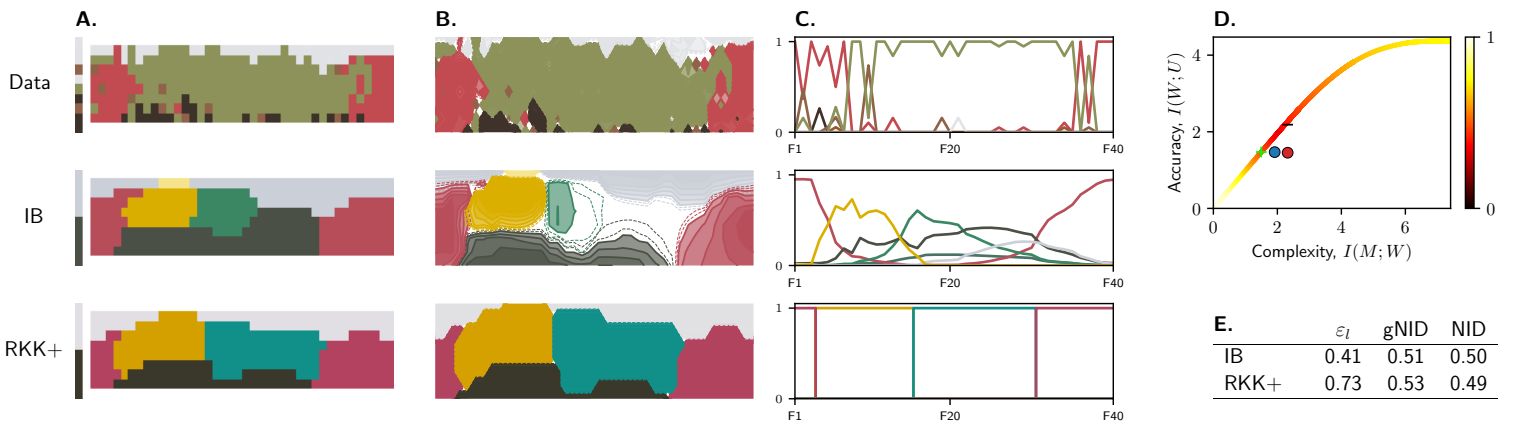 A.
B.
C.
D.
Data
IB
RKK+
1
0
F1
F20
F40
1
0
F1
F20
F40
1
0
F1
F20
F40
Accuracy, I(W; U)
4
2
0
0
2
4
6
Complexity, I(M; W)
1
0
E.
εl gNID NID
IB 0.41 0.51 0.50
RKK+ 0.73 0.53 0.49